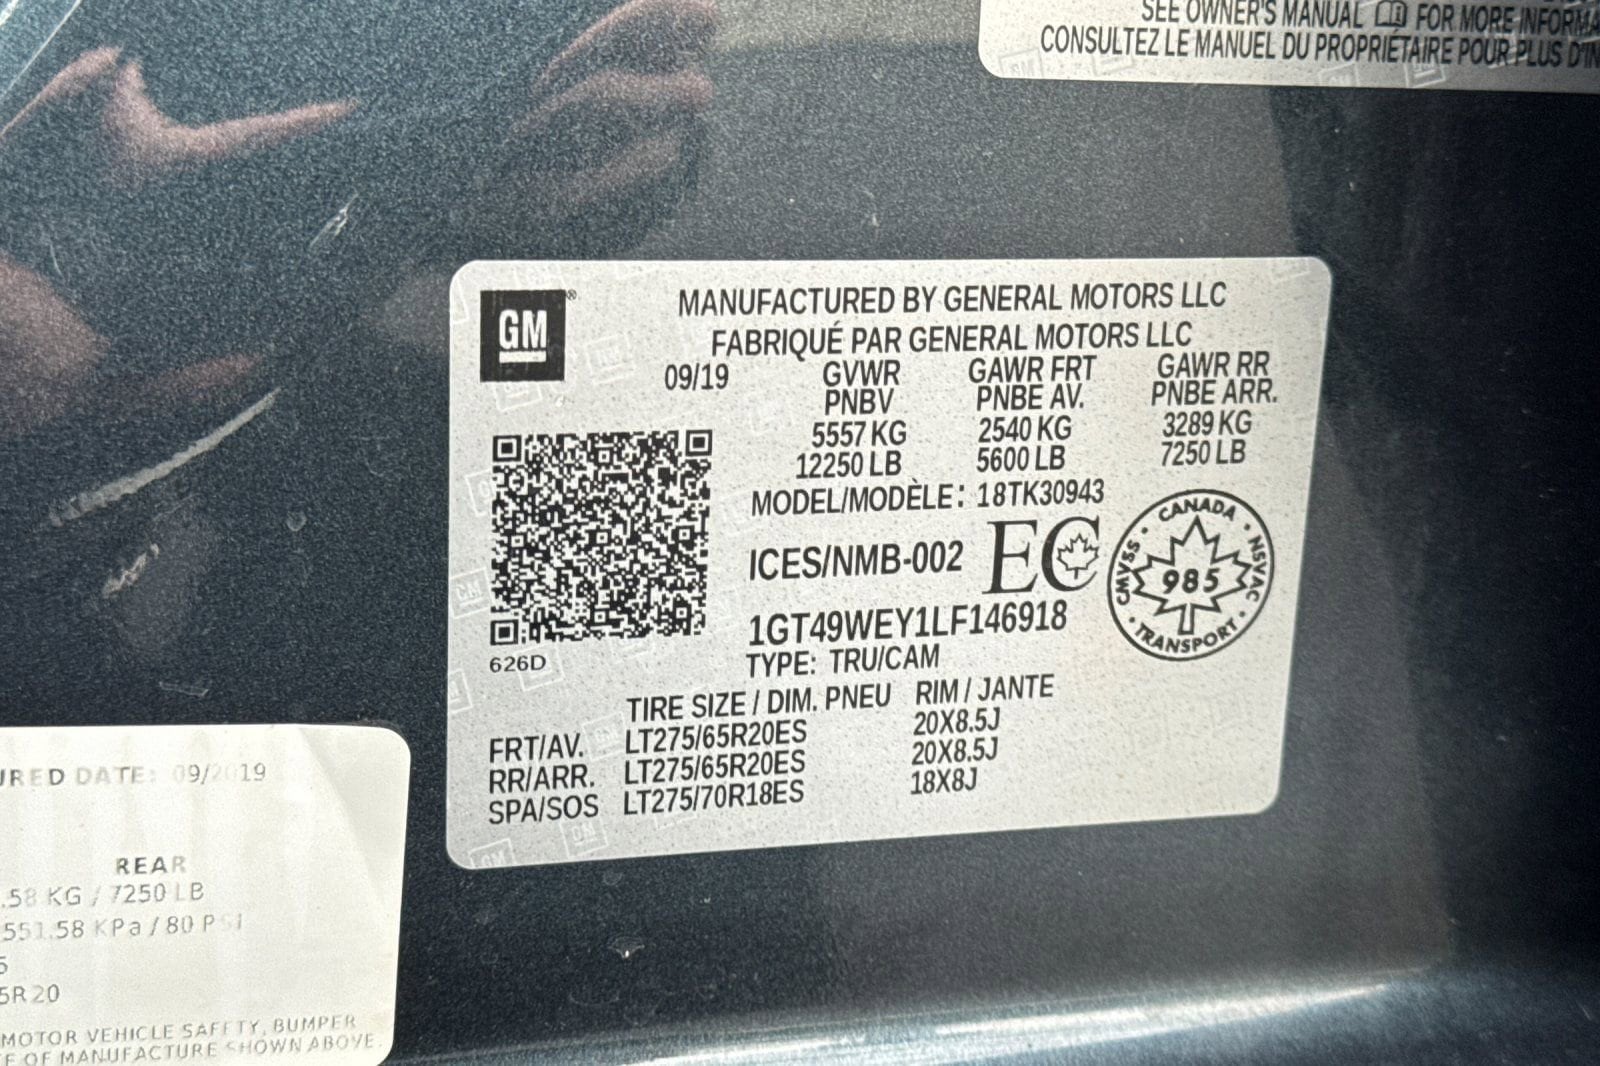 SEE OWNER'S MANUAL FOR MORE
CONSULTEZ LE MANUEL DU PROPRIÉTAIRE POUR PLUS
GM®
MANUFACTURED BY GENERAL MOTORS LLC
FABRIQUÉ PAR GENERAL MOTORS LLC
09/19 GVWR GAWR FRT GAWR RR
PNBV PNBE AV. PNBE ARR.
5557 KG 2540 KG 3289 KG
12250 LB 5600 LB 7250 LB
MODEL/MODÈLE: 18TK30943
ICES/NMB-002 EC
CANADA
CMVSS 985 NSVAC
TRANSPORT
1GT49WEY1LF146918
626D
TYPE: TRU/CAM
TIRE SIZE / DIM. PNEU RIM / JANTE
FRT/AV. LT275/65R20ES 20X8.5J
RR/ARR. LT275/65R20ES 20X8.5J
SPA/SOS LT275/70R18ES 18X8J
DATE: 09/2019
REAR
.58 KG / 7250 LB
551.58 KPa / 80 PSI
5R20
MOTOR VEHICLE SAFETY, BUMPER
OF MANUFACTURE SHOWN ABOVE.